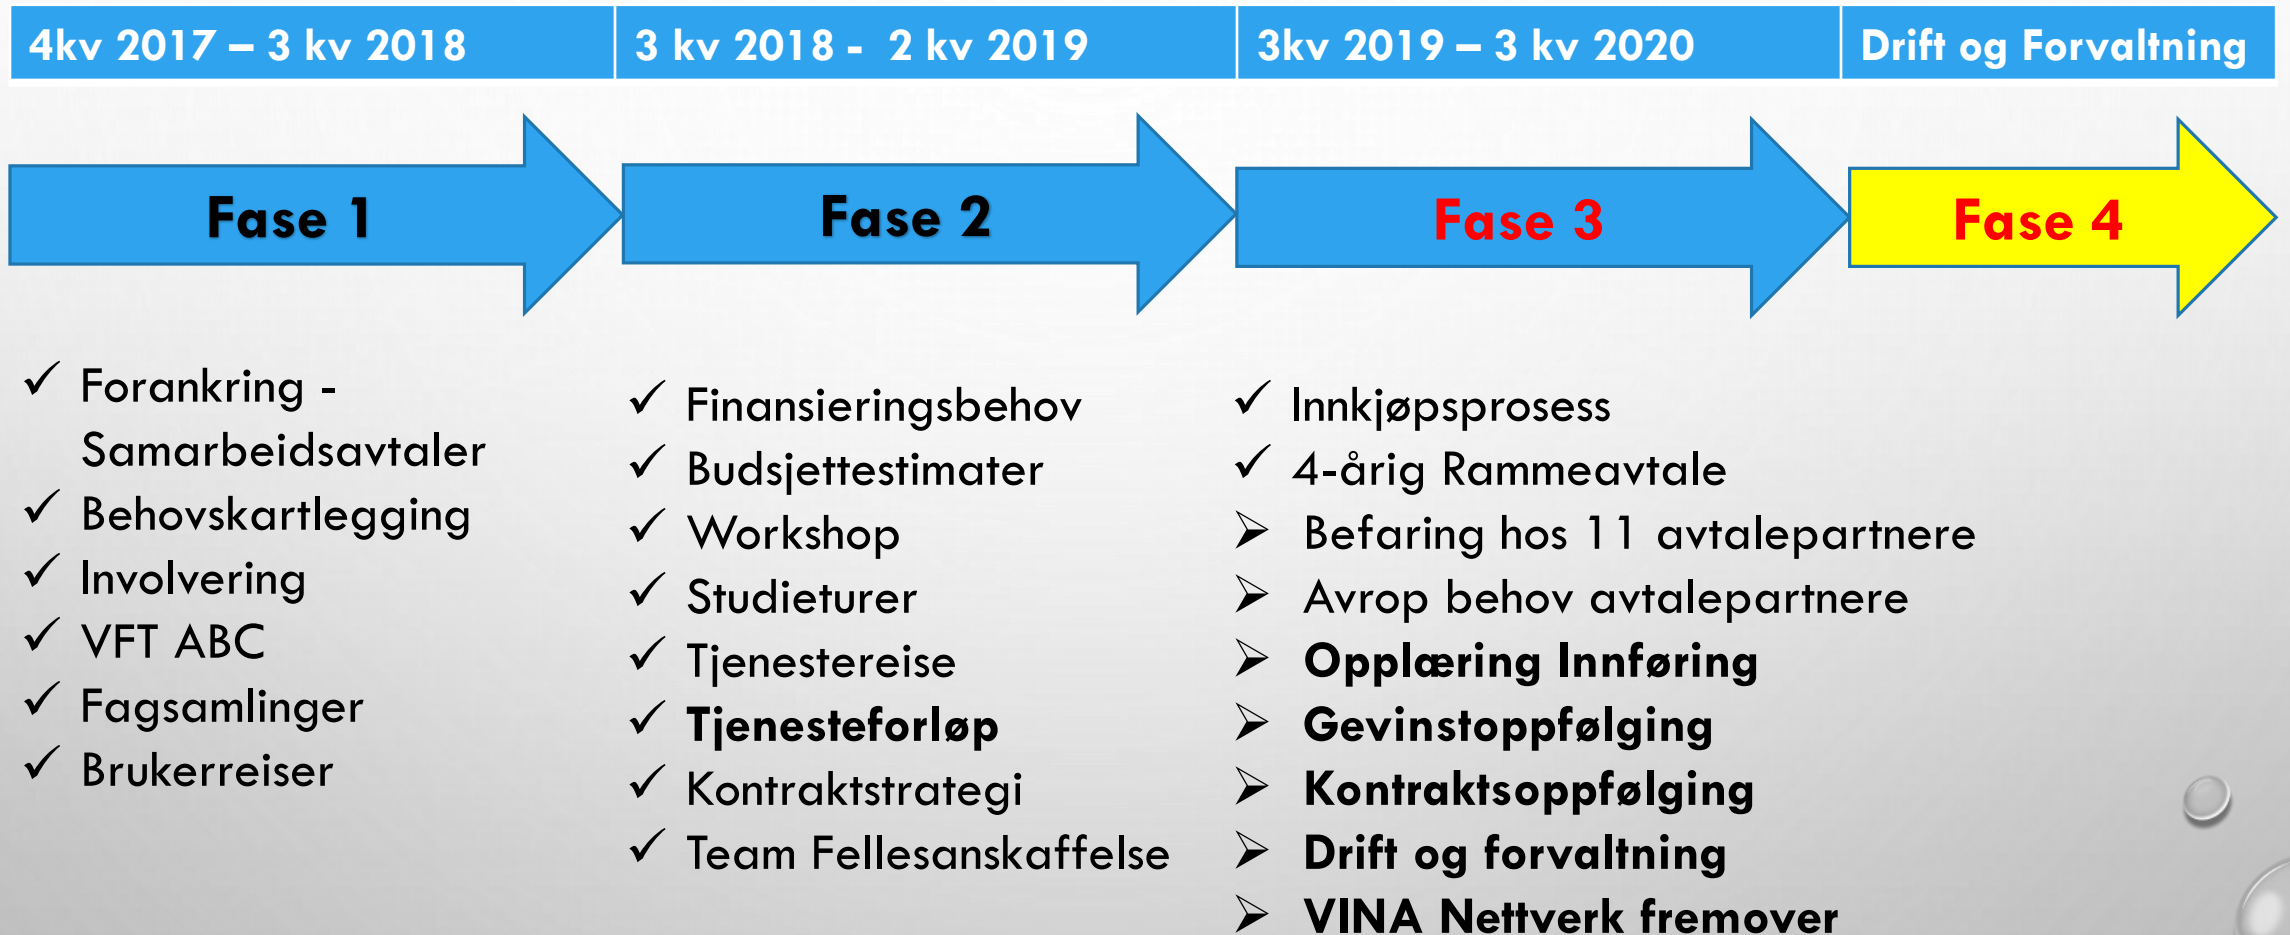 4kv 2017 – 3 kv 2018
3 kv 2018 - 2 kv 2019
3kv 2019 – 3 kv 2020
Drift og Forvaltning
Fase 1
Fase 2
Fase 3
Fase 4
✓ Forankring -
Samarbeidsavtaler
✓ Behovskartlegging
✓ Involvering
✓ VFT ABC
✓ Fagsamlinger
✓ Brukerreiser
✓ Finansieringsbehov
✓ Budsjettestimater
✓ Workshop
✓ Studieturer
✓ Tjenestereise
✓ Tjenesteforløp
✓ Kontraktstrategi
✓ Team Fellesanskaffelse
✓ Innkjøpsprosess
✓ 4-årig Rammeavtale
➢ Befaring hos 11 avtalepartnere
➢ Avrop behov avtalepartnere
➢ Opplæring Innføring
➢ Gevinstoppfølging
➢ Kontraktsoppfølging
➢ Drift og forvaltning
➢ VINA Nettverk fremover